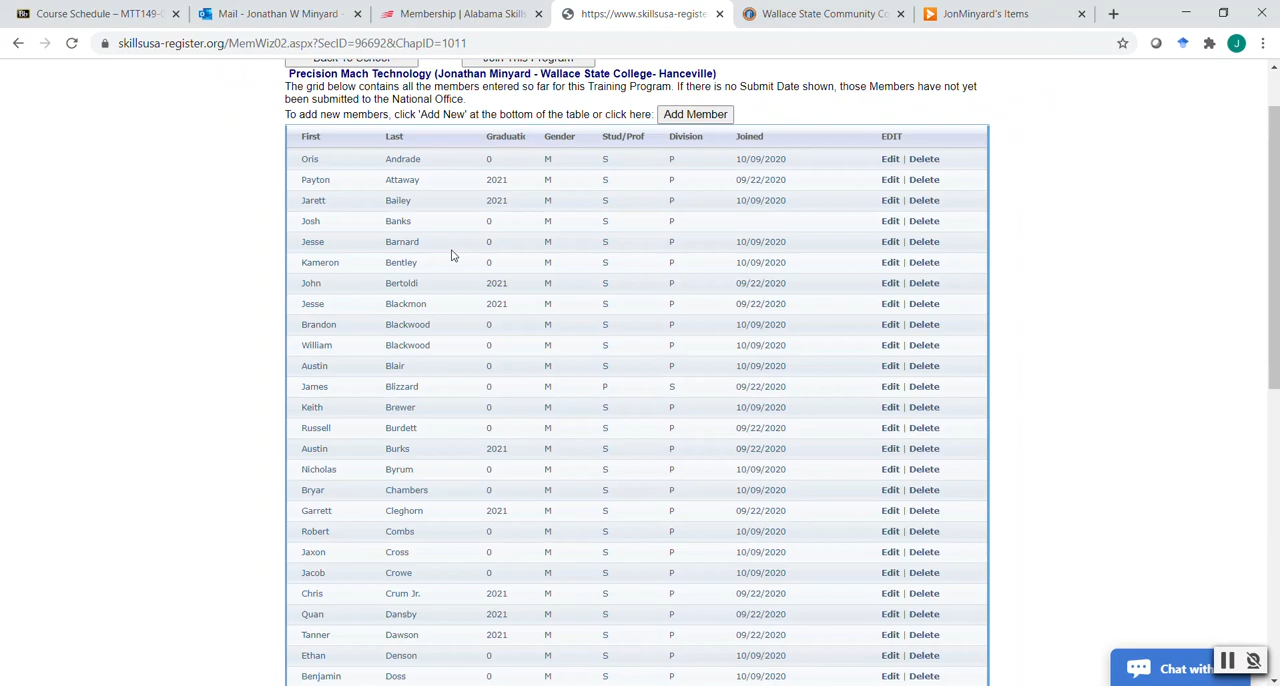 Course Schedule – MTT149-0
Mail - Jonathan W Minyard -
Membership | Alabama Skills
https://www.skillsusa-registe
Wallace State Community Co
JonMinyard's Items
skillsusa-register.org/MemWiz02.aspx?SecID=96692&ChapID=1011
J
Back To School Join This Program
Precision Mach Technology (Jonathan Minyard - Wallace State College- Hanceville)
The grid below contains all the members entered so far for this Training Program. If there is no Submit Date shown, those Members have not yet
been submitted to the National Office.
To add new members, click 'Add New' at the bottom of the table or click here: Add Member
First Last Graduatic Gender Stud/Prof Division Joined EDIT
Oris Andrade 0 M S P 10/09/2020 Edit | Delete
Payton Attaway 2021 M S P 09/22/2020 Edit | Delete
Jarett Bailey 2021 M S P 10/09/2020 Edit | Delete
Josh Banks 0 M S P Edit | Delete
Jesse Barnard 0 M S P 10/09/2020 Edit | Delete
Kameron Bentley 0 M S P 10/09/2020 Edit | Delete
John Bertoldi 2021 M S P 09/22/2020 Edit | Delete
Jesse Blackmon 2021 M S P 09/22/2020 Edit | Delete
Brandon Blackwood 0 M S P 10/09/2020 Edit | Delete
William Blackwood 0 M S P 10/09/2020 Edit | Delete
Austin Blair 0 M S P 10/09/2020 Edit | Delete
James Blizzard 0 M P S 09/22/2020 Edit | Delete
Keith Brewer 0 M S P 10/09/2020 Edit | Delete
Russell Burdett 0 M S P 09/22/2020 Edit | Delete
Austin Burks 2021 M S P 09/22/2020 Edit | Delete
Nicholas Byrum 0 M S P 10/09/2020 Edit | Delete
Bryar Chambers 0 M S P 10/09/2020 Edit | Delete
Garrett Cleghorn 2021 M S P 09/22/2020 Edit | Delete
Robert Combs 0 M S P 10/09/2020 Edit | Delete
Jaxon Cross 0 M S P 10/09/2020 Edit | Delete
Jacob Crowe 0 M S P 10/09/2020 Edit | Delete
Chris Crum Jr. 2021 M S P 09/22/2020 Edit | Delete
Quan Dansby 2021 M S P 09/22/2020 Edit | Delete
Tanner Dawson 2021 M S P 09/22/2020 Edit | Delete
Ethan Denson 0 M S P 10/09/2020 Edit | Delete
Benjamin Doss 0 M S P 10/09/2020 Edit | Delete
Chat with